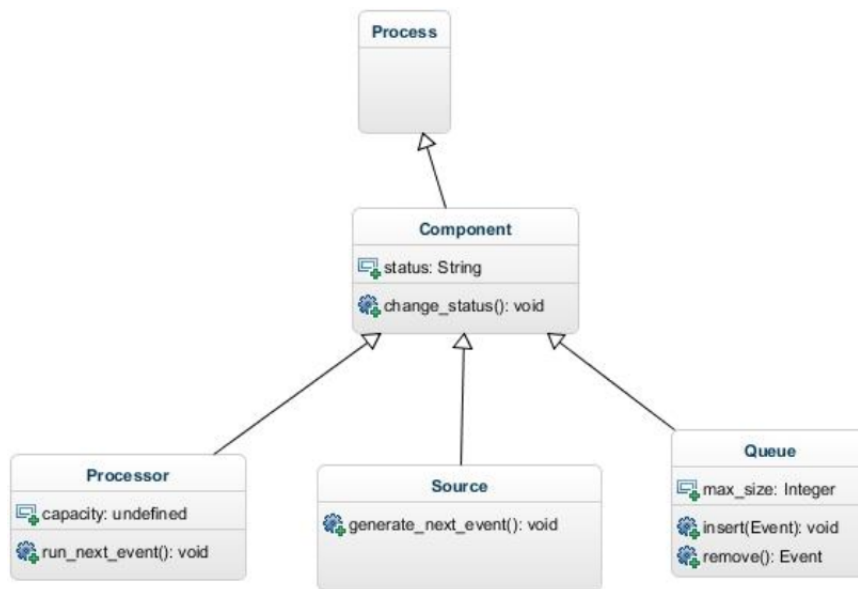 Process
Component
status: String
change_status(): void
Processor
capacity: undefined
run_next_event(): void
Source
generate_next_event(): void
Queue
max_size: Integer
insert(Event): void
remove(): Event